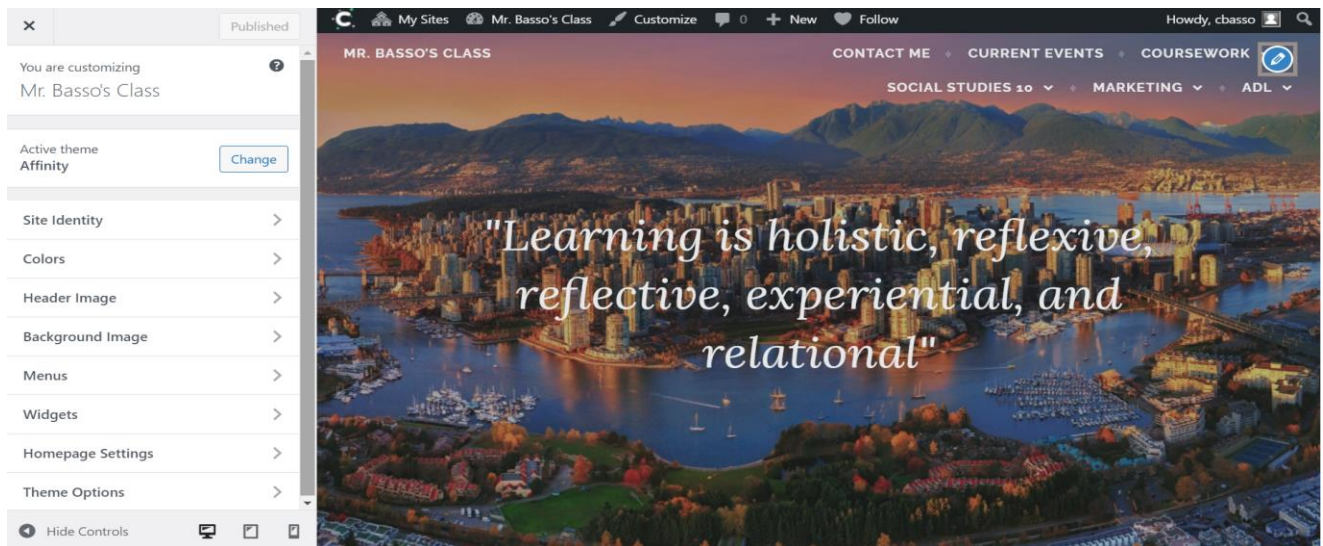 Published
You are customizing
Mr. Basso's Class
Active theme
Affinity
Change
Site Identity
Colors
Header Image
Background Image
Menus
Widgets
Homepage Settings
Theme Options
Hide Controls
My Sites Mr. Basso's Class Customize 0 New Follow Howdy, cbasso
MR. BASSO'S CLASS
CONTACT ME CURRENT EVENTS COURSEWORK
SOCIAL STUDIES 10 MARKETING ADL
"Learning is holistic, reflexive,
reflective, experiential, and
relational"